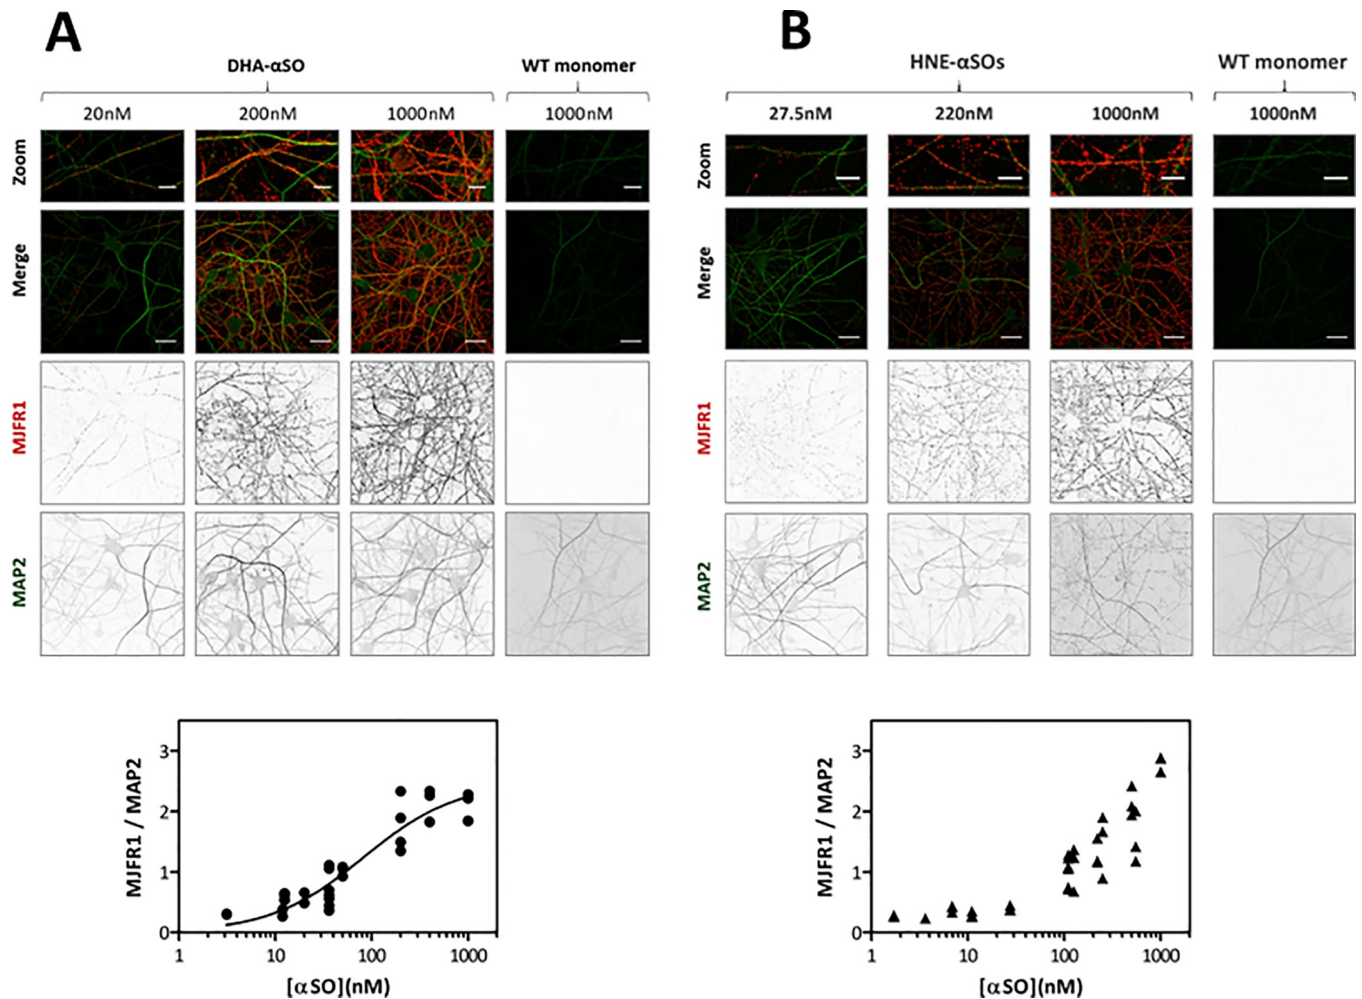 A
DHA-αSO
WT monomer
20nM
200nM
1000nM
1000nM
Zoom
Merge
MJFR1
MAP2
MJFR1 / MAP2
3
2
1
0
1
10
100
1000
[αSO](nM)
B
HNE-αSOs
WT monomer
27.5nM
220nM
1000nM
1000nM
Zoom
Merge
MJFR1
MAP2
MJFR1 / MAP2
3
2
1
0
1
10
100
1000
[αSO](nM)